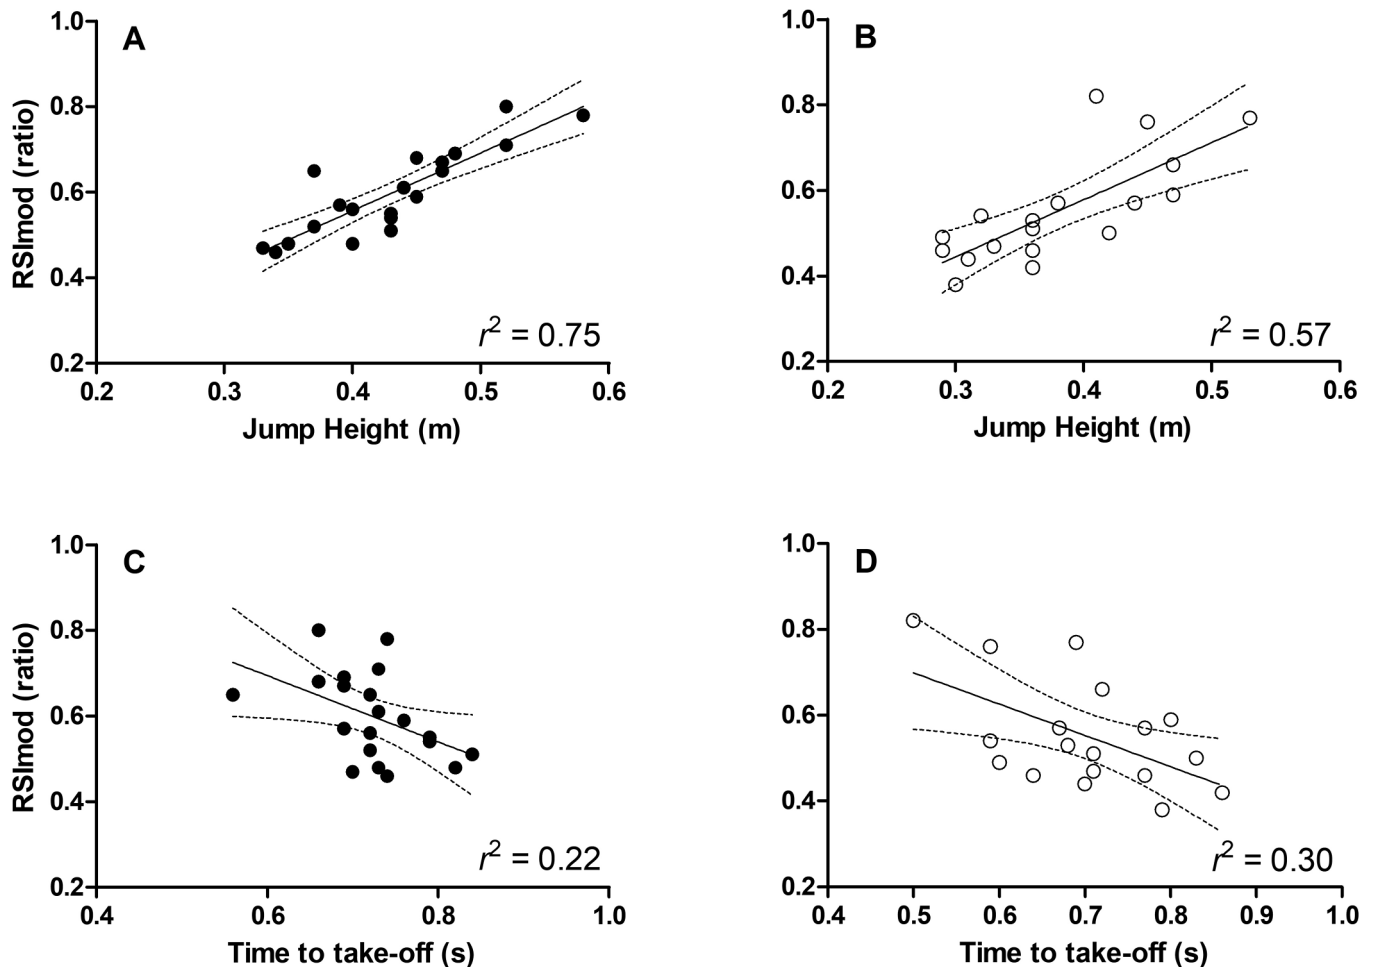 A
1.0
0.8
0.6
0.4
0.2
RSImod (ratio)
r² = 0.75
0.2 0.3 0.4 0.5 0.6
Jump Height (m)
B
1.0
0.8
0.6
0.4
0.2
r² = 0.57
0.2 0.3 0.4 0.5 0.6
Jump Height (m)
C
1.0
0.8
0.6
0.4
0.2
RSImod (ratio)
r² = 0.22
0.4 0.6 0.8 1.0
Time to take-off (s)
D
1.0
0.8
0.6
0.4
0.2
r² = 0.30
0.4 0.5 0.6 0.7 0.8 0.9 1.0
Time to take-off (s)